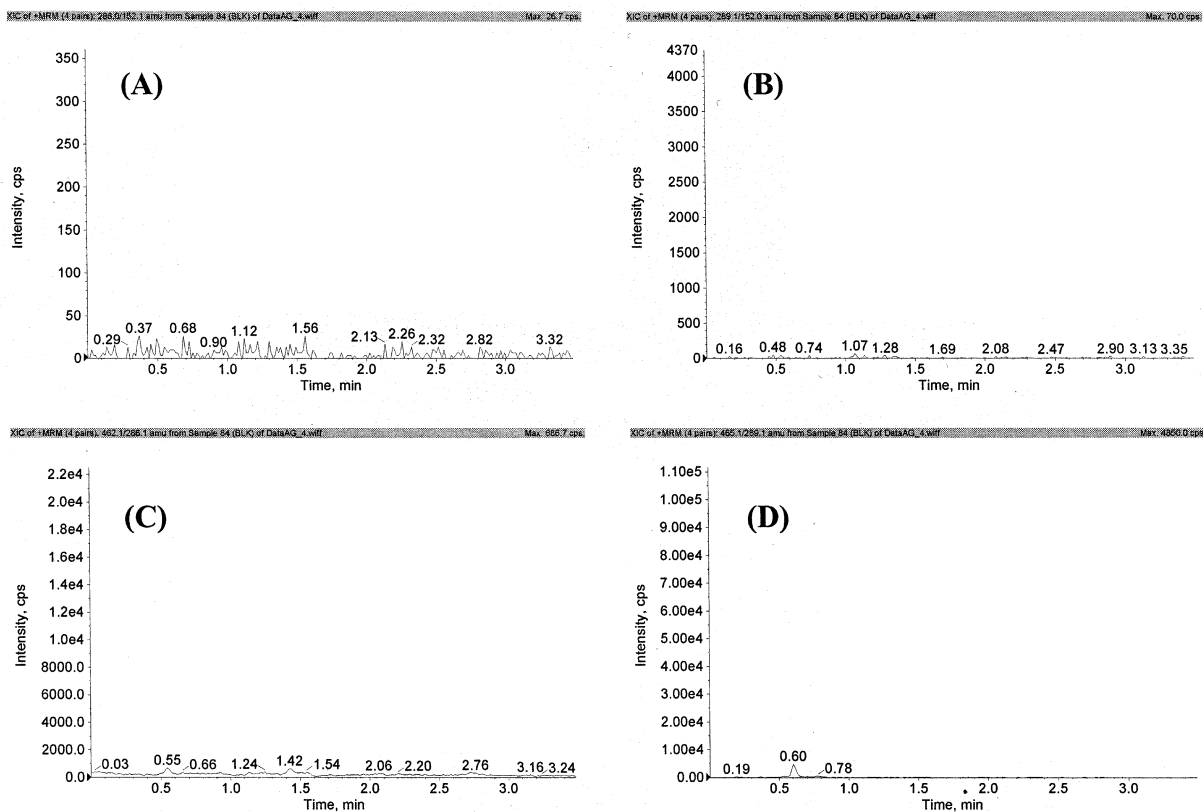 XIC of +MRM (4 pairs): 286.0/152.1 amu from Sample 84 (BLK) of DataAG_4.wiff Max. 26.7 cps.
(A)
Intensity, cps
350
300
250
200
150
100
50
0
0.29 0.37 0.68 0.90 1.12 1.56 2.13 2.26 2.32 2.82 3.32
0.5 1.0 1.5 2.0 2.5 3.0
Time, min
XIC of +MRM (4 pairs): 289.1/152.0 amu from Sample 84 (BLK) of DataAG_4.wiff Max. 70.0 cps.
(B)
Intensity, cps
4370
4000
3500
3000
2500
2000
1500
1000
500
0
0.16 0.48 0.74 1.07 1.28 1.69 2.08 2.47 2.90 3.13 3.35
0.5 1.0 1.5 2.0 2.5 3.0
Time, min
XIC of +MRM (4 pairs): 462.1/286.1 amu from Sample 84 (BLK) of DataAG_4.wiff Max. 666.7 cps.
(C)
Intensity, cps
2.2e4
2.0e4
1.8e4
1.6e4
1.4e4
1.2e4
1.0e4
8000.0
6000.0
4000.0
2000.0
0.0
0.03 0.55 0.66 1.24 1.42 1.54 2.06 2.20 2.76 3.16 3.24
0.5 1.0 1.5 2.0 2.5 3.0
Time, min
XIC of +MRM (4 pairs): 465.1/289.1 amu from Sample 84 (BLK) of DataAG_4.wiff Max. 4850.0 cps.
(D)
Intensity, cps
1.10e5
1.00e5
9.00e4
8.00e4
7.00e4
6.00e4
5.00e4
4.00e4
3.00e4
2.00e4
1.00e4
0.00
0.19 0.60 0.78
0.5 1.0 1.5 2.0 2.5 3.0
Time, min